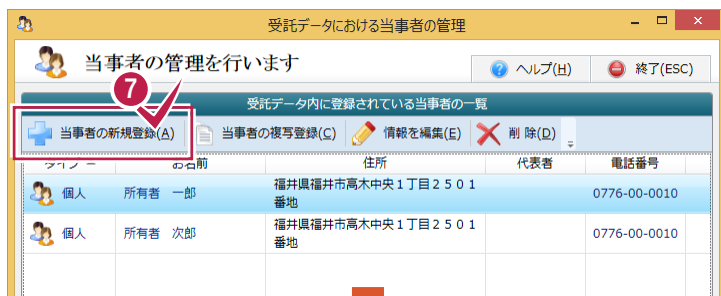 受託データにおける当事者の管理
当事者の管理を行います
ヘルプ(H)
終了(ESC)
7
受託データ内に登録されている当事者の一覧
当事者の新規登録(A)
当事者の複写登録(C)
情報を編集(E)
削 除(D)
タイプ
お名前
住所
代表者
電話番号
個人
所有者 一郎
福井県福井市高木中央1丁目2501
番地
0776-00-0010
個人
所有者 次郎
福井県福井市高木中央1丁目2501
番地
0776-00-0010